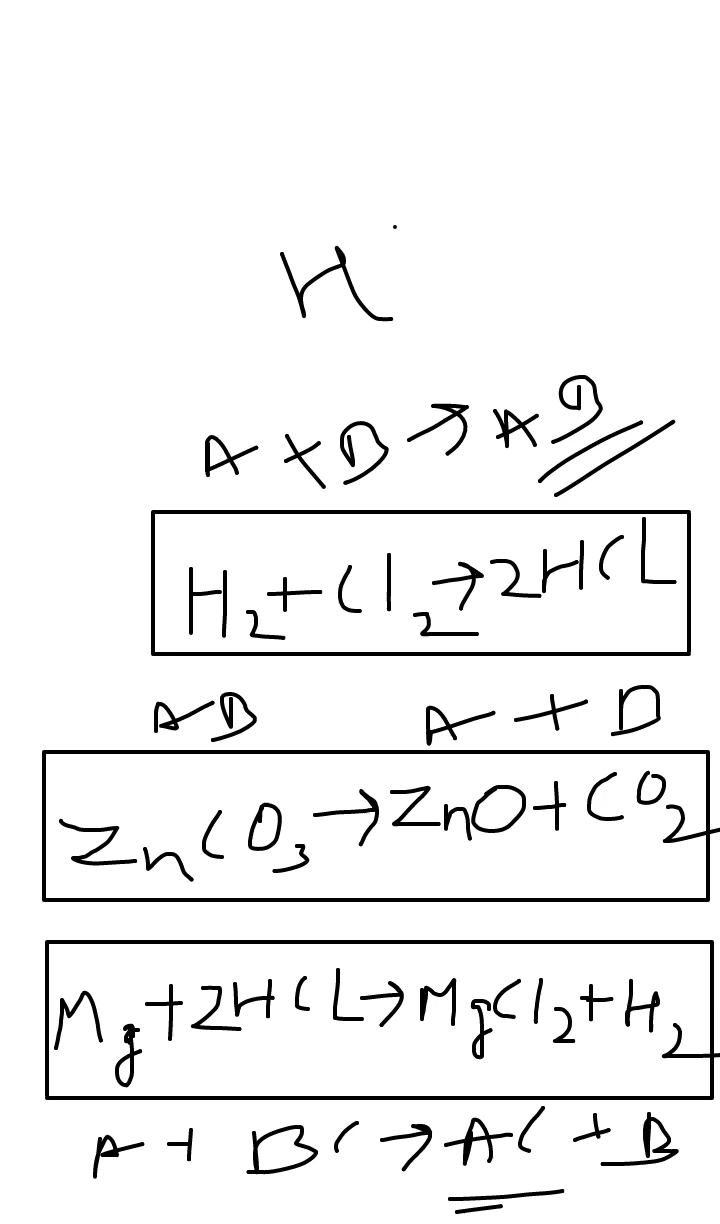 H
A + B → AB
H₂ + Cl₂ → 2HCL
AB A + D
ZnCO₃ → ZnO + CO₂
Mg + 2HCL → MgCl₂ + H₂
A + BC → AC + B